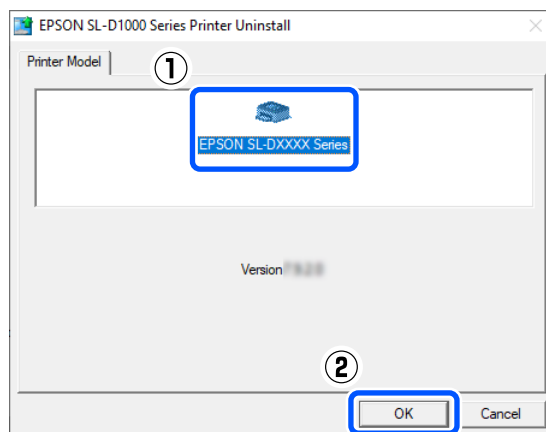 EPSON SL-D1000 Series Printer Uninstall
Printer Model
①
EPSON SL-DXXXX Series
Version
②
OK
Cancel